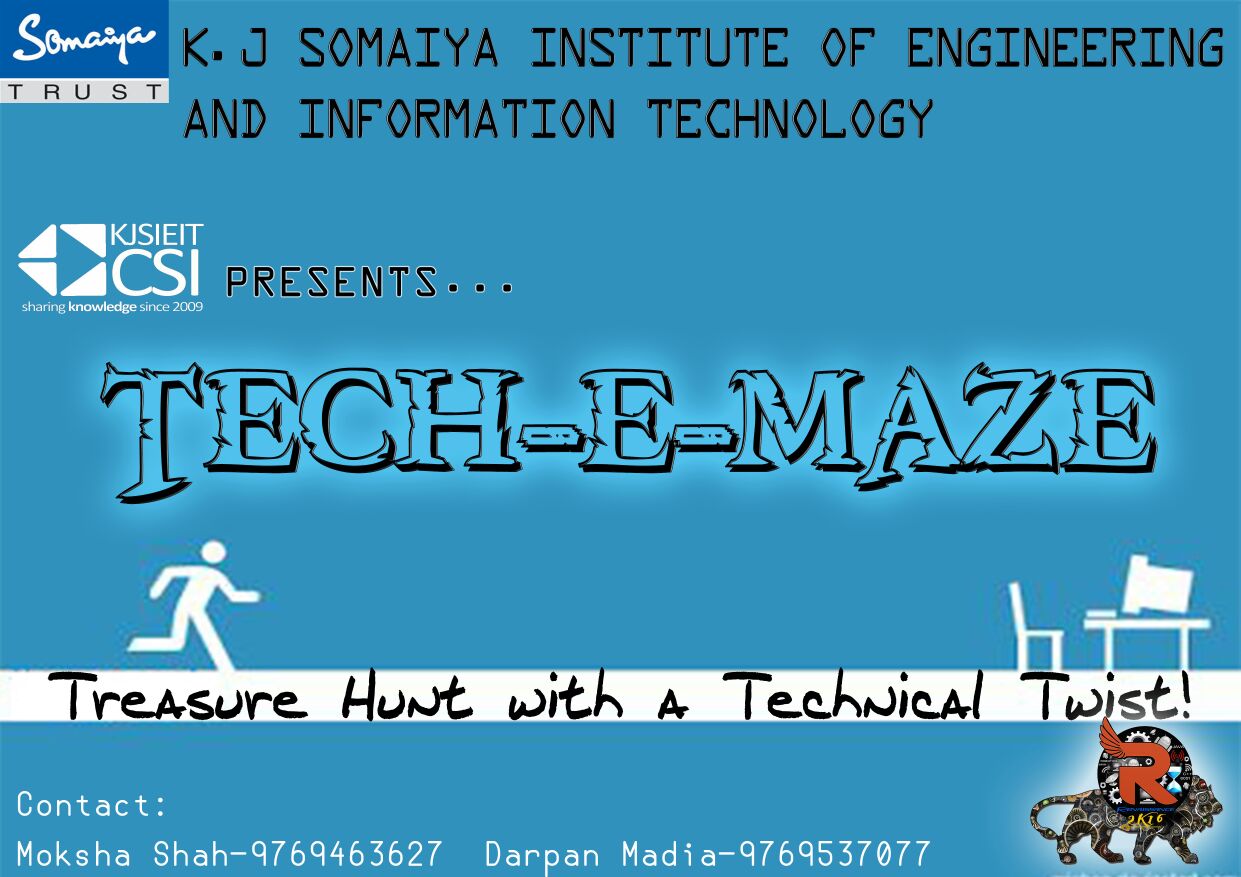 Somaiya
TRUST
K.J SOMAIYA INSTITUTE OF ENGINEERING
AND INFORMATION TECHNOLOGY
KJSIEIT
CSI
sharing knowledge since 2009
PRESENTS...
TECH-E-MAZE
Treasure Hunt with a Technical Twist!
R
RENAISSANCE
2K16
Contact:
Moksha Shah-9769463627 Darpan Madia-9769537077